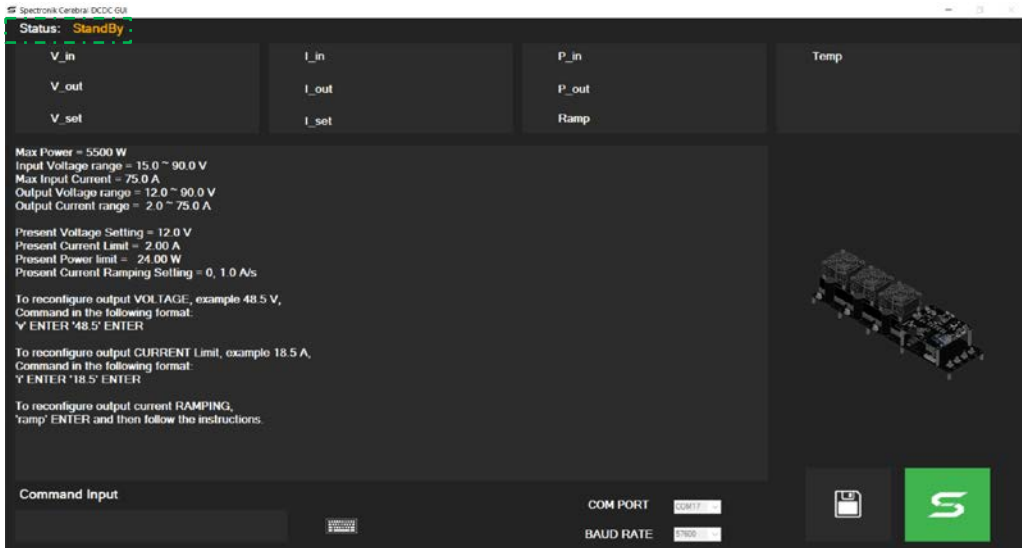 Spectronik Cerebral DCDC GUI
Status: StandBy
V_in
I_in
P_in
Temp
V_out
I_out
P_out
V_set
I_set
Ramp
Max Power = 5500 W
Input Voltage range = 15.0 ~ 90.0 V
Max Input Current = 75.0 A
Output Voltage range = 12.0 ~ 90.0 V
Output Current range = 2.0 ~ 75.0 A
Present Voltage Setting = 12.0 V
Present Current Limit = 2.00 A
Present Power limit = 24.00 W
Present Current Ramping Setting = 0, 1.0 A/s
To reconfigure output VOLTAGE, example 48.5 V,
Command in the following format:
'v' ENTER '48.5' ENTER
To reconfigure output CURRENT Limit, example 18.5 A,
Command in the following format:
'i' ENTER '18.5' ENTER
To reconfigure output current RAMPING,
'ramp' ENTER and then follow the instructions.
Command Input
COM PORT
COM17
BAUD RATE
57600